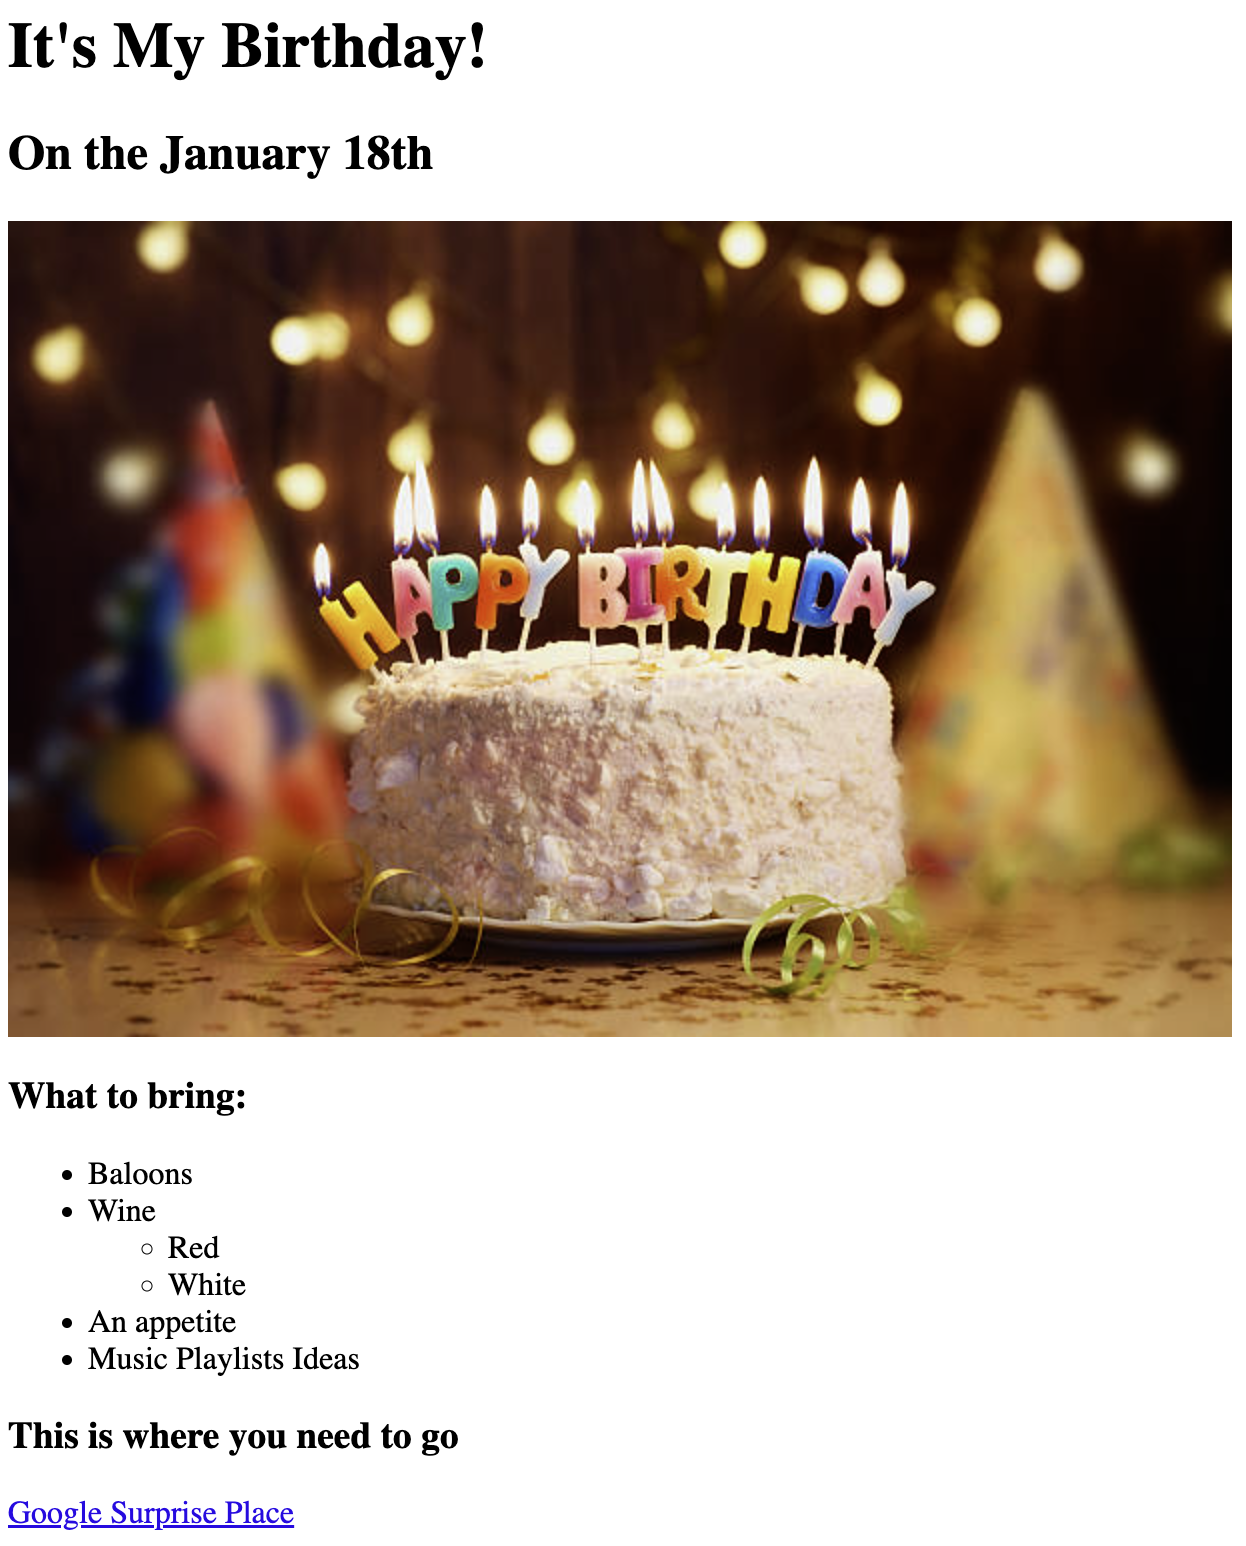 It's My Birthday!
On the January 18th
HAPPY BIRTHDAY
What to bring:
Baloons
Wine
Red
White
An appetite
Music Playlists Ideas
This is where you need to go
Google Surprise Place